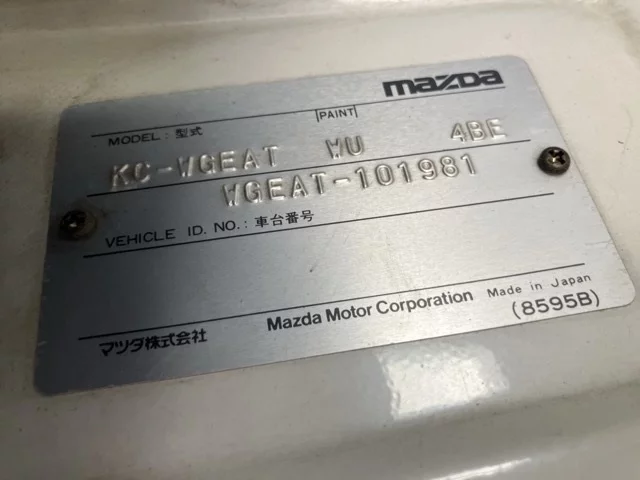 mazda
PAINT
MODEL: 型式
KC-WGEAT WU 4BE
WGEAT-101981
VEHICLE ID. NO.: 車台番号
マツダ株式会社 Mazda Motor Corporation Made in Japan
(8595B)